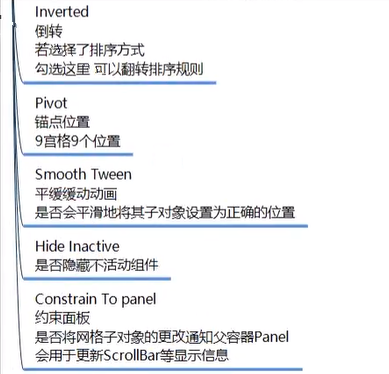 Inverted
倒转
若选择了排序方式
勾选这里 可以翻转排序规则
Pivot
锚点位置
9宫格9个位置
Smooth Tween
平缓缓动动画
是否会平滑地将其子对象设置为正确的位置
Hide Inactive
是否隐藏不活动组件
Constrain To panel
约束面板
是否将网格子对象的更改通知父容器Panel
会用于更新ScrollBar等显示信息